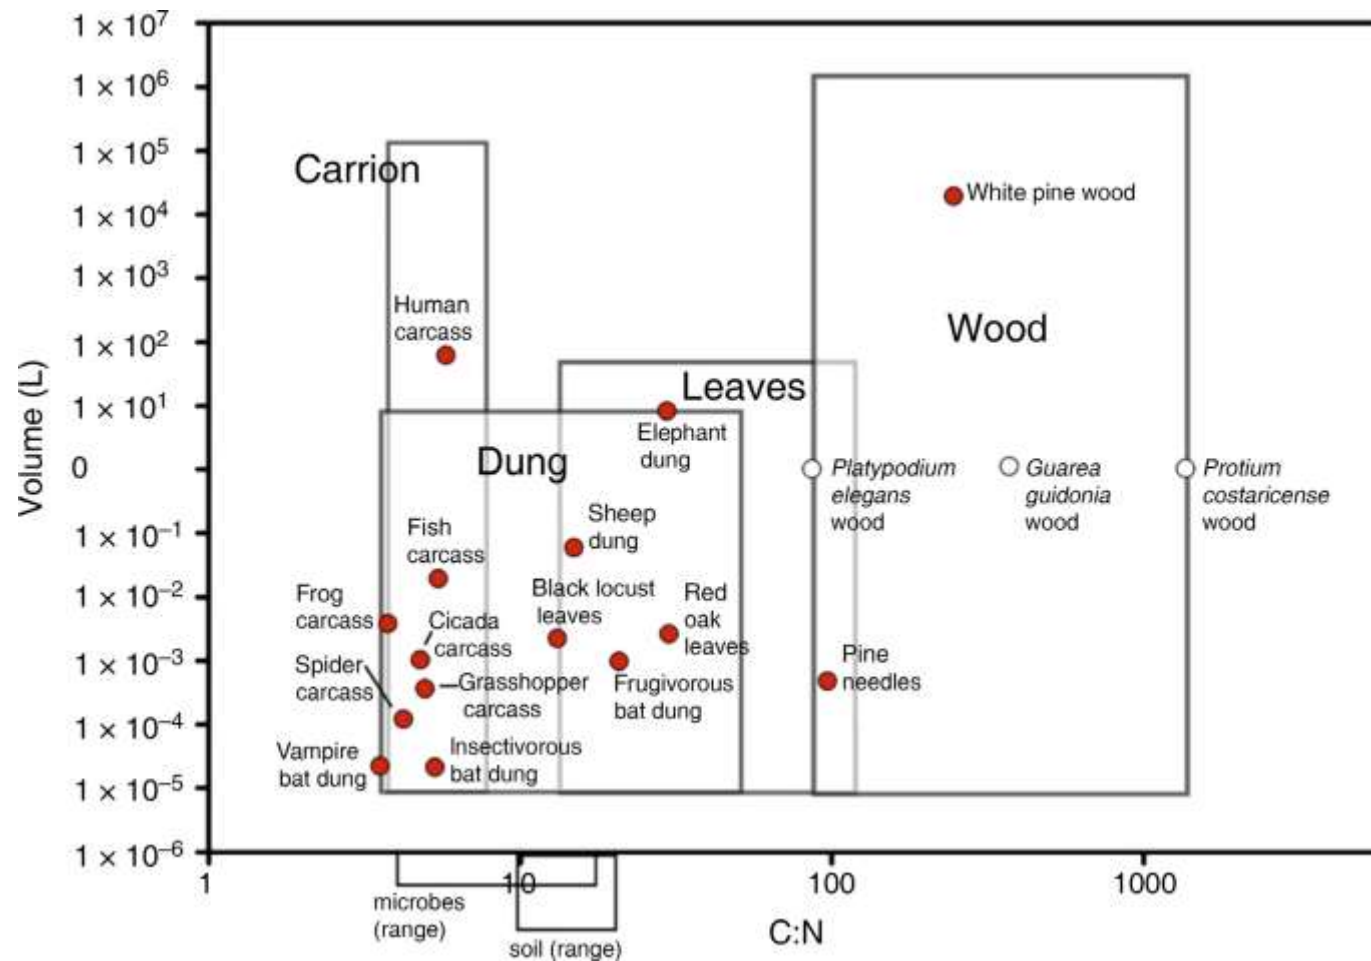 1 × 10⁷
1 × 10⁶
1 × 10⁵
1 × 10⁴
1 × 10³
1 × 10²
1 × 10¹
0
1 × 10⁻¹
1 × 10⁻²
1 × 10⁻³
1 × 10⁻⁴
1 × 10⁻⁵
1 × 10⁻⁶
Volume (L)
Carrion
Human
carcass
White pine wood
Wood
Leaves
Elephant
dung
Dung
Platypodium
elegans
wood
Guarea
guidonia
wood
Protium
costaricense
wood
Sheep
dung
Fish
carcass
Black locust
leaves
Red
oak
leaves
Frog
carcass
Cicada
carcass
Spider
carcass
Grasshopper
carcass
Frugivorous
bat dung
Pine
needles
Vampire
bat dung
Insectivorous
bat dung
1
10
100
1000
microbes
(range)
soil (range)
C:N